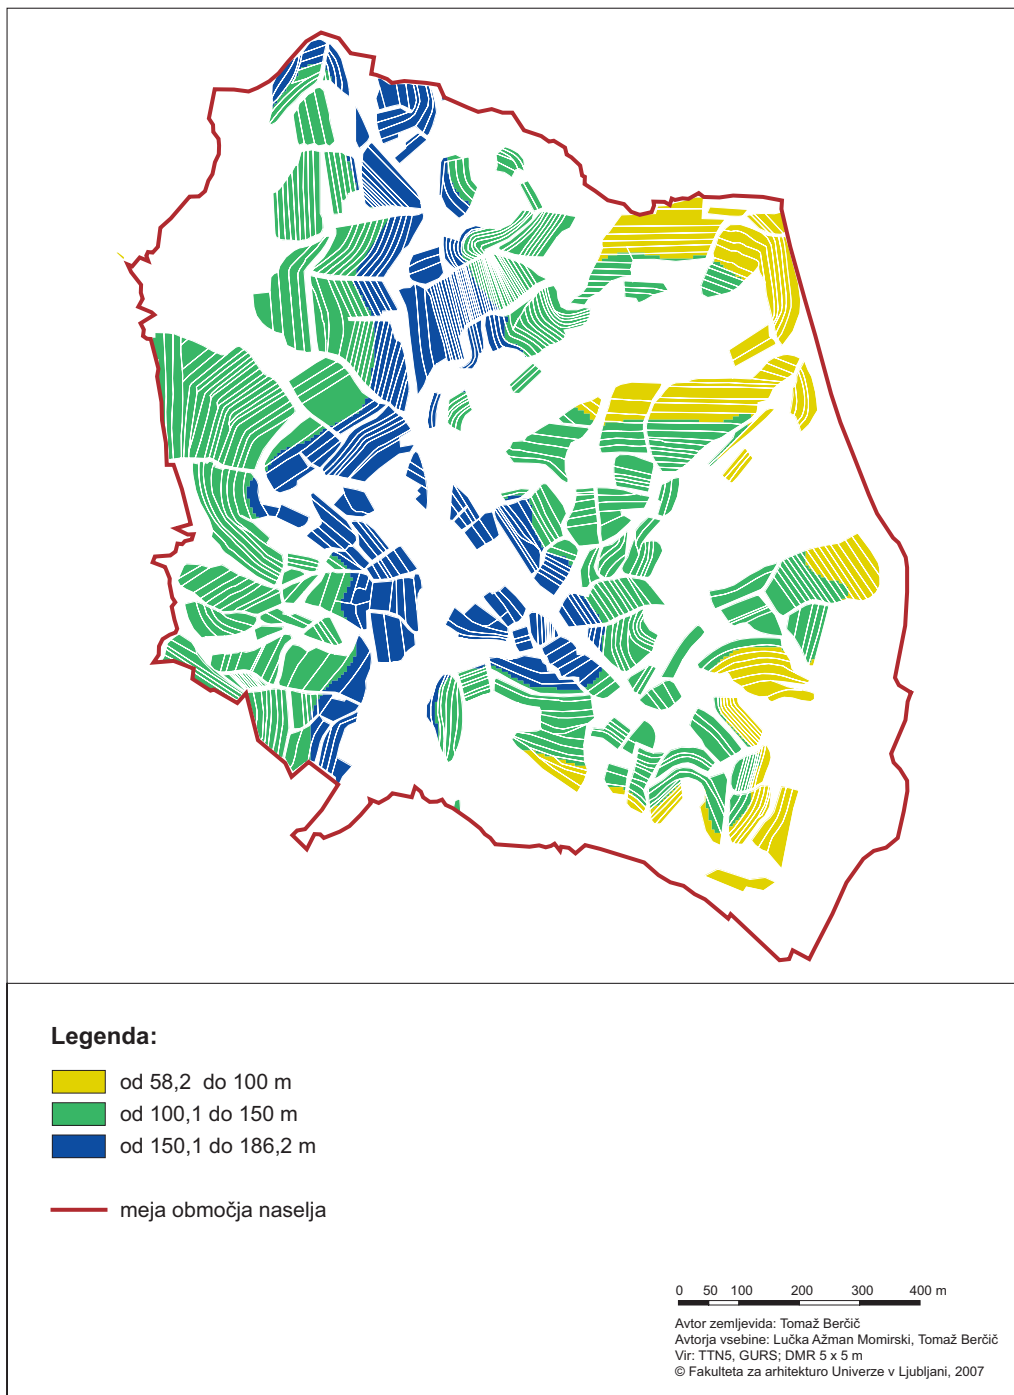 Legenda:
od 58,2 do 100 m
od 100,1 do 150 m
od 150,1 do 186,2 m
meja območja naselja
0 50 100 200 300 400 m
Avtor zemljevida: Tomaž Berčič
Avtorja vsebine: Lučka Ažman Momirski, Tomaž Berčič
Vir: TTN5, GURS; DMR 5 x 5 m
© Fakulteta za arhitekturo Univerze v Ljubljani, 2007